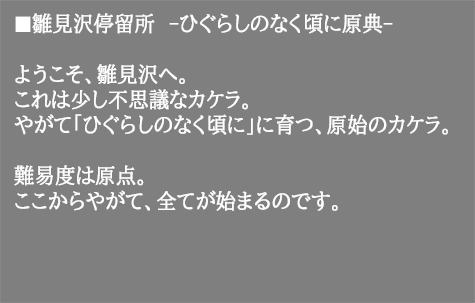 ■雛見沢停留所　-ひぐらしのなく頃に原典-
ようこそ、雛見沢へ。
これは少し不思議なカケラ。
やがて「ひぐらしのなく頃に」に育つ、原始のカケラ。
難易度は原点。
ここからやがて、全てが始まるのです。